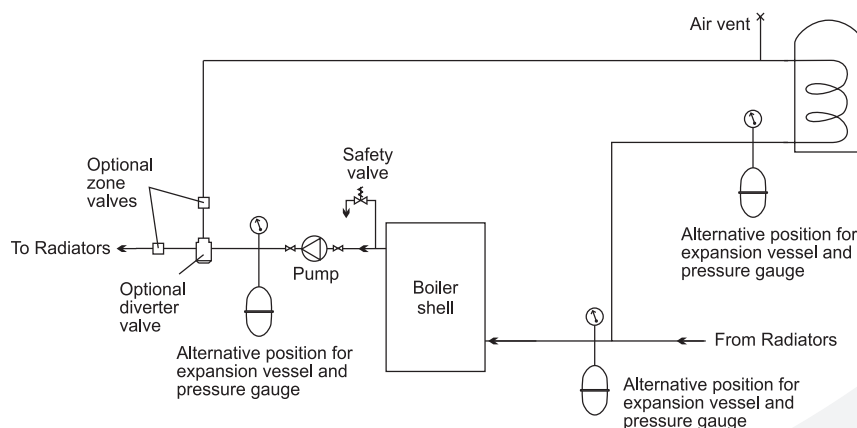 Air vent
Safety
valve
Optional
zone
valves
To Radiators
Optional
diverter
valve
Pump
Alternative position for
expansion vessel and
pressure gauge
Boiler
shell
Alternative position for
expansion vessel and
pressure gauge
From Radiators
Alternative position for
expansion vessel and
pressure gauge